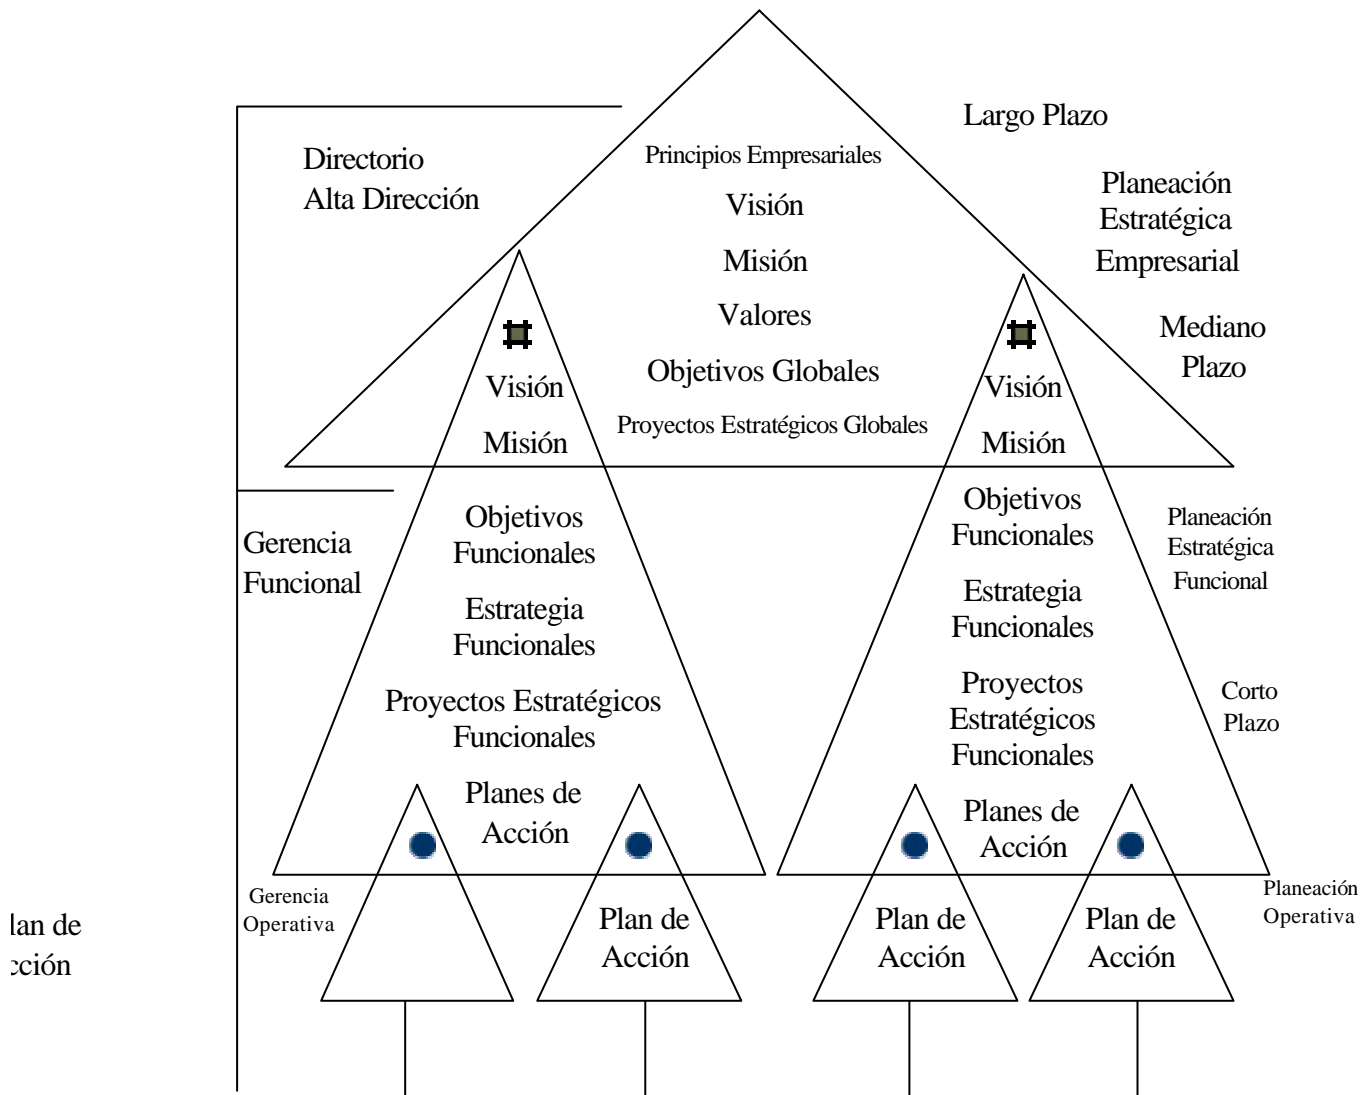 Largo Plazo
Directorio
Alta Dirección
Principios Empresariales
Visión
Misión
Valores
Objetivos Globales
Proyectos Estratégicos Globales
Planeación
Estratégica
Empresarial
Mediano
Plazo
Visión
Misión
Visión
Misión
Gerencia
Funcional
Objetivos
Funcionales
Estrategia
Funcionales
Proyectos Estratégicos
Funcionales
Planes de
Acción
Objetivos
Funcionales
Estrategia
Funcionales
Proyectos
Estratégicos
Funcionales
Planes de
Acción
Planeación
Estratégica
Funcional
Corto
Plazo
Gerencia
Operativa
Planeación
Operativa
lan de
cción
Plan de
Acción
Plan de
Acción
Plan de
Acción